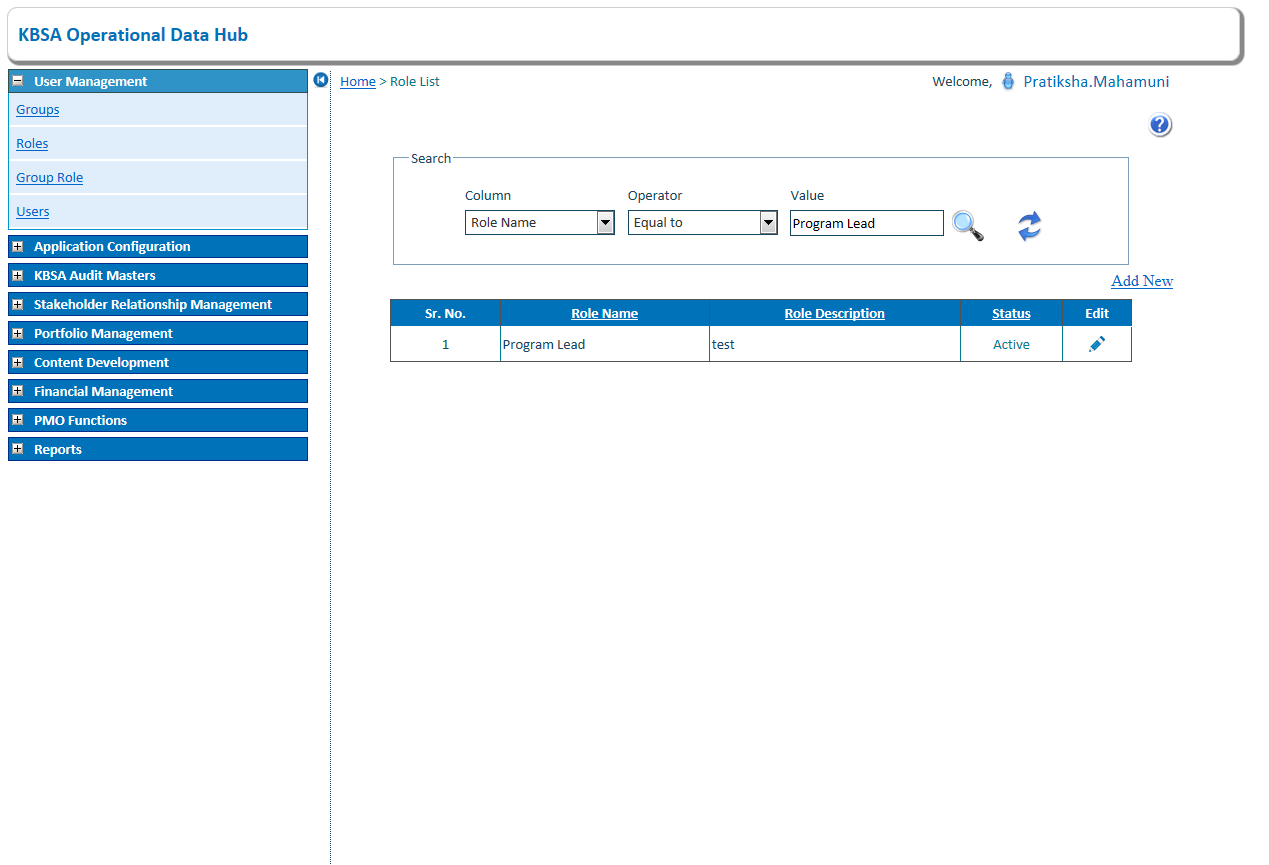 KBSA Operational Data Hub
User Management
Groups
Roles
Group Role
Users
Application Configuration
KBSA Audit Masters
Stakeholder Relationship Management
Portfolio Management
Content Development
Financial Management
PMO Functions
Reports
Home > Role List
Welcome, Pratiksha.Mahamuni
?
Search
Column Operator Value
Role Name Equal to Program Lead
Add New
Sr. No. Role Name Role Description Status Edit
1 Program Lead test Active